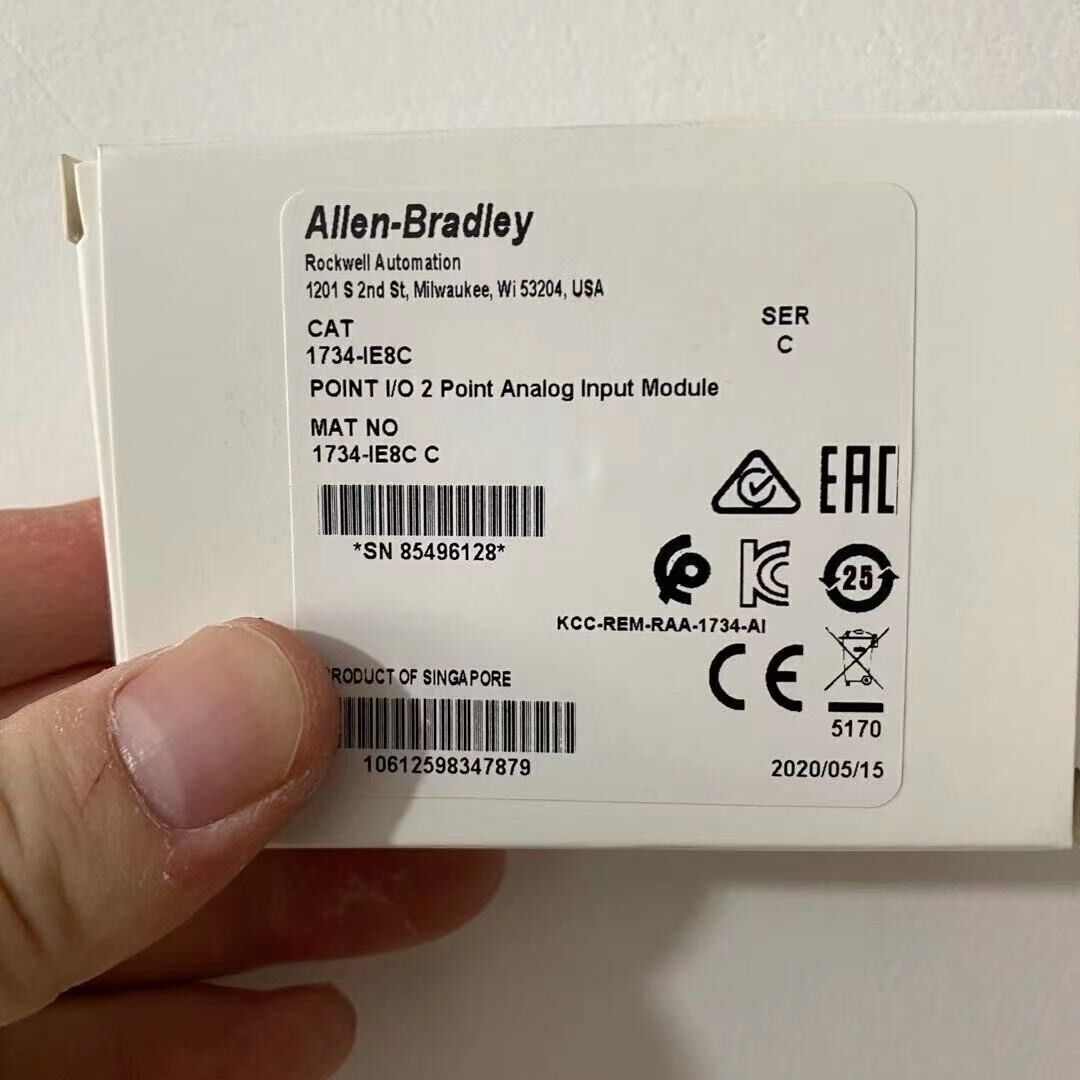 Allen-Bradley
Rockwell Automation
1201 S 2nd St, Milwaukee, Wi 53204, USA
SER
C
CAT
1734-IE8C
POINT I/O 2 Point Analog Input Module
MAT NO
1734-IE8C C
*SN 85496128*
EAC
KC
25
KCC-REM-RAA-1734-AI
CE
PRODUCT OF SINGAPORE
5170
10612598347879
2020/05/15